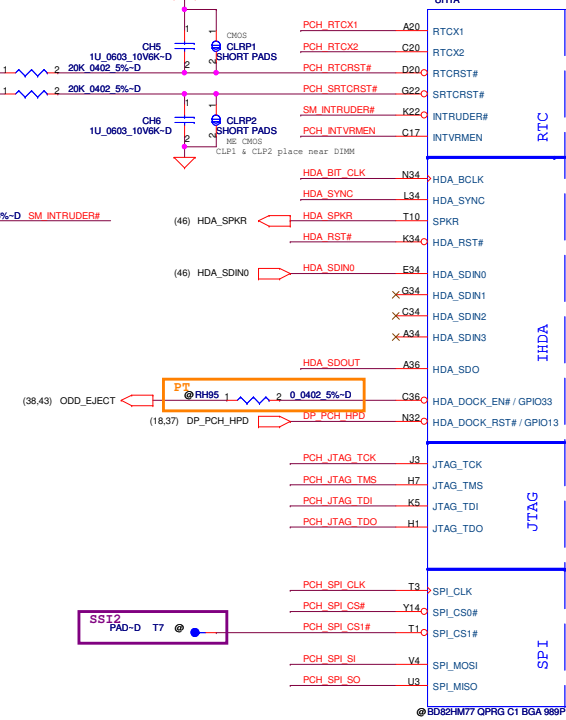 PCH_RTCX1 A20 RTCX1
CMOS
CH5 CLRP1 PCH_RTCX2 C20 RTCX2
1U_0603_10V6K~D SHORT PADS
1 2 20K_0402_5%~D PCH_RTCRST# D20 RTCRST#
1 2 20K_0402_5%~D PCH_SRTCRST# G22 SRTCRST#
SM_INTRUDER# K22 INTRUDER#
CH6 CLRP2
1U_0603_10V6K~D SHORT PADS PCH_INTVRMEN C17 INTVRMEN
ME CMOS
CLP1 & CLP2 place near DIMM
RTC
HDA_BIT_CLK N34 HDA_BCLK
HDA_SYNC L34 HDA_SYNC
%~D SM_INTRUDER# (46) HDA_SPKR HDA_SPKR T10 SPKR
HDA_RST# K34 HDA_RST#
(46) HDA_SDIN0 HDA_SDIN0 E34 HDA_SDIN0
G34 HDA_SDIN1
C34 HDA_SDIN2
A34 HDA_SDIN3
IHDA
HDA_SDOUT A36 HDA_SDO
PT
(38,43) ODD_EJECT @RH95 1 2 0_0402_5%~D C36 HDA_DOCK_EN# / GPIO33
(18,37) DP_PCH_HPD DP_PCH_HPD N32 HDA_DOCK_RST# / GPIO13
PCH_JTAG_TCK J3 JTAG_TCK
PCH_JTAG_TMS H7 JTAG_TMS
PCH_JTAG_TDI K5 JTAG_TDI
PCH_JTAG_TDO H1 JTAG_TDO
JTAG
PCH_SPI_CLK T3 SPI_CLK
PCH_SPI_CS# Y14 SPI_CS0#
SSI2
PAD~D T7 @ PCH_SPI_CS1# T1 SPI_CS1#
PCH_SPI_SI V4 SPI_MOSI
PCH_SPI_SO U3 SPI_MISO
SPI
@BD82HM77 QPRG C1 BGA 989P